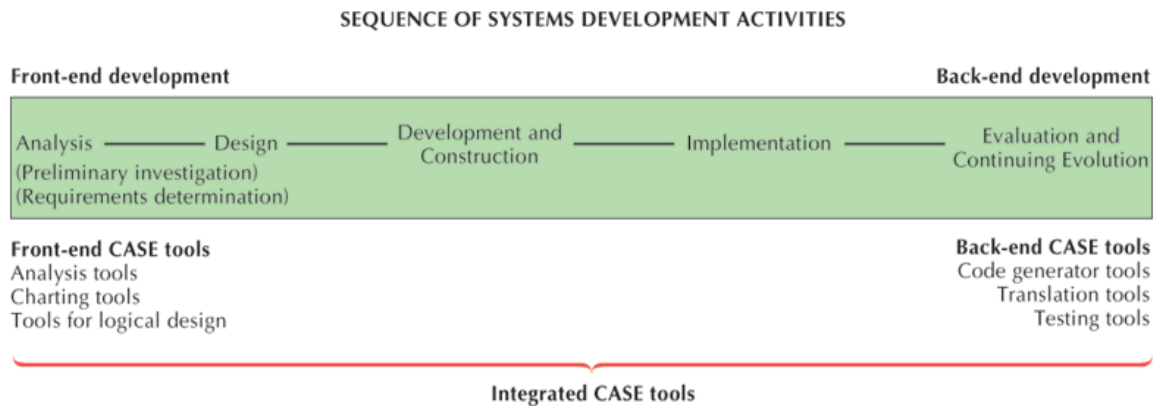 SEQUENCE OF SYSTEMS DEVELOPMENT ACTIVITIES
Front-end development
Back-end development
Analysis
(Preliminary investigation)
(Requirements determination)
Design
Development and
Construction
Implementation
Evaluation and
Continuing Evolution
Front-end CASE tools
Analysis tools
Charting tools
Tools for logical design
Back-end CASE tools
Code generator tools
Translation tools
Testing tools
Integrated CASE tools